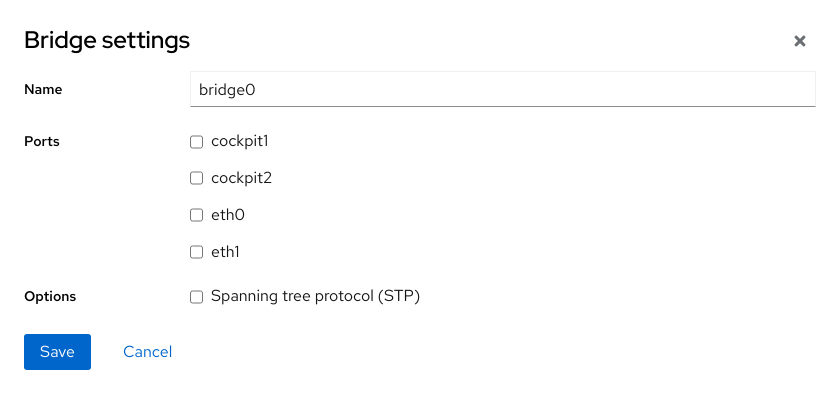 Bridge settings
Name bridge0
Ports cockpit1
cockpit2
eth0
eth1
Options Spanning tree protocol (STP)
Save Cancel